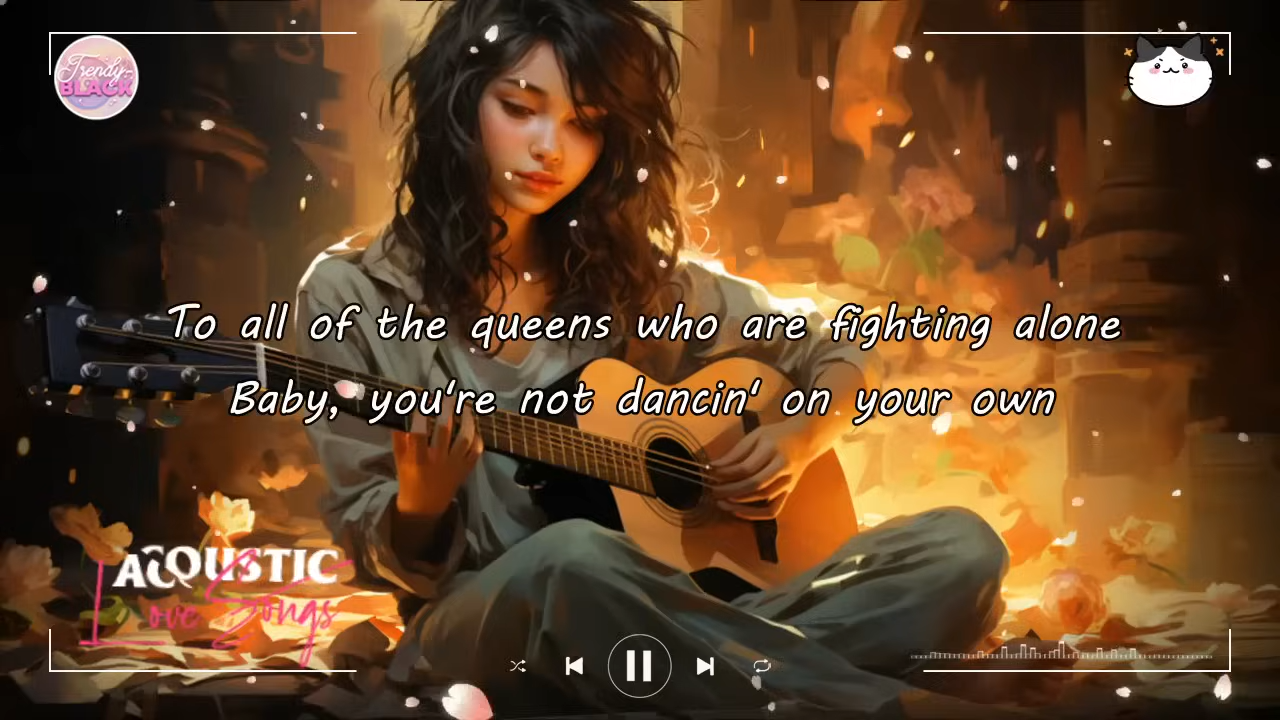 Trendy
BLACK
To all of the queens who are fighting alone
Baby, you're not dancin' on your own
ACOUSTIC
Love Songs